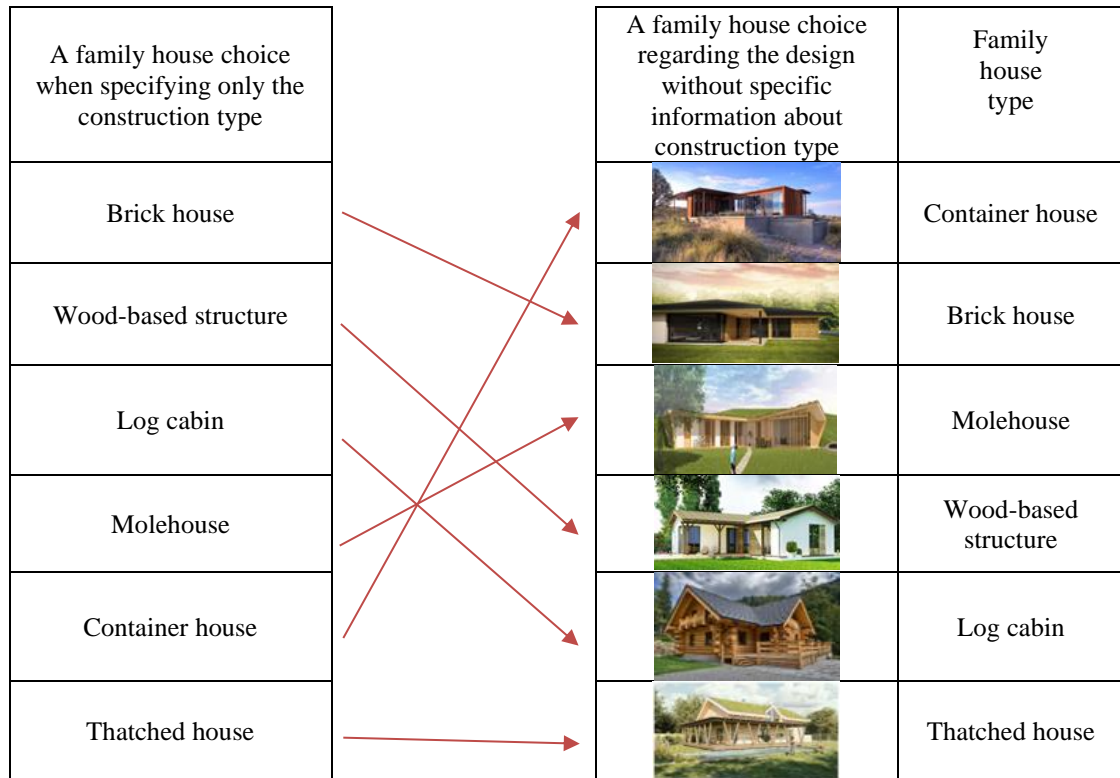 A family house choice
when specifying only the
construction type
A family house choice
regarding the design
without specific
information about
construction type
Family
house
type
Brick house
Container house
Wood-based structure
Brick house
Log cabin
Molehouse
Molehouse
Wood-based
structure
Container house
Log cabin
Thatched house
Thatched house